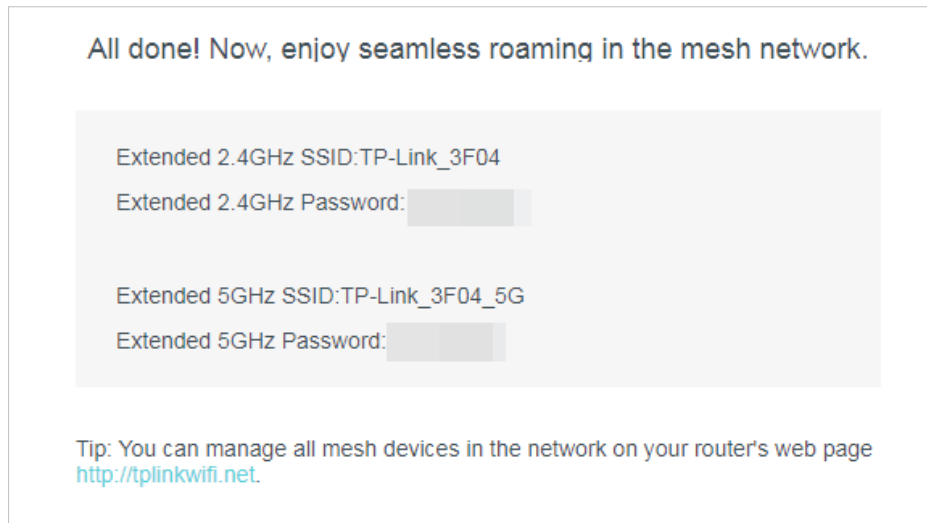 All done! Now, enjoy seamless roaming in the mesh network.
Extended 2.4GHz SSID:TP-Link_3F04
Extended 2.4GHz Password:
Extended 5GHz SSID:TP-Link_3F04_5G
Extended 5GHz Password:
Tip: You can manage all mesh devices in the network on your router's web page
http://tplinkwifi.net.